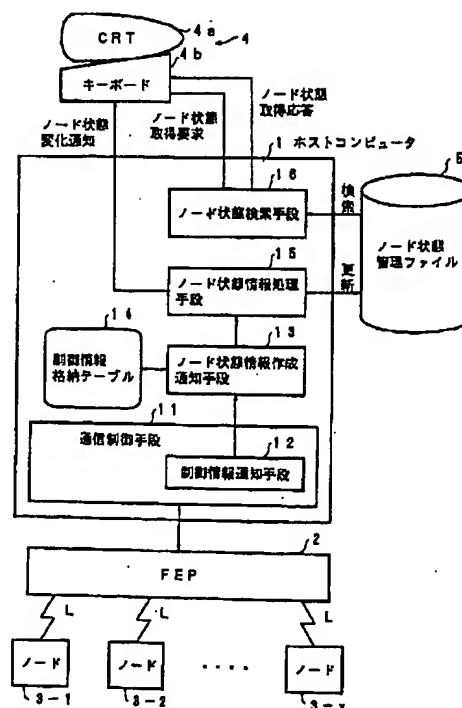 CRT
4a
4
4b
キーボード
ノード状態
変化通知
ノード状態
取得要求
ノード状態
取得応答
1 ホストコンピュータ
16
ノード状態検索手段
検索
ノード状態
管理ファイル
15
ノード状態情報処理
手段
更新
14
制御情報
格納テーブル
13
ノード状態情報作成
通知手段
11
通信制御手段
12
制御情報通知手段
2
FEP
L
L
L
ノード
ノード
・・・・
ノード
3-1
3-2